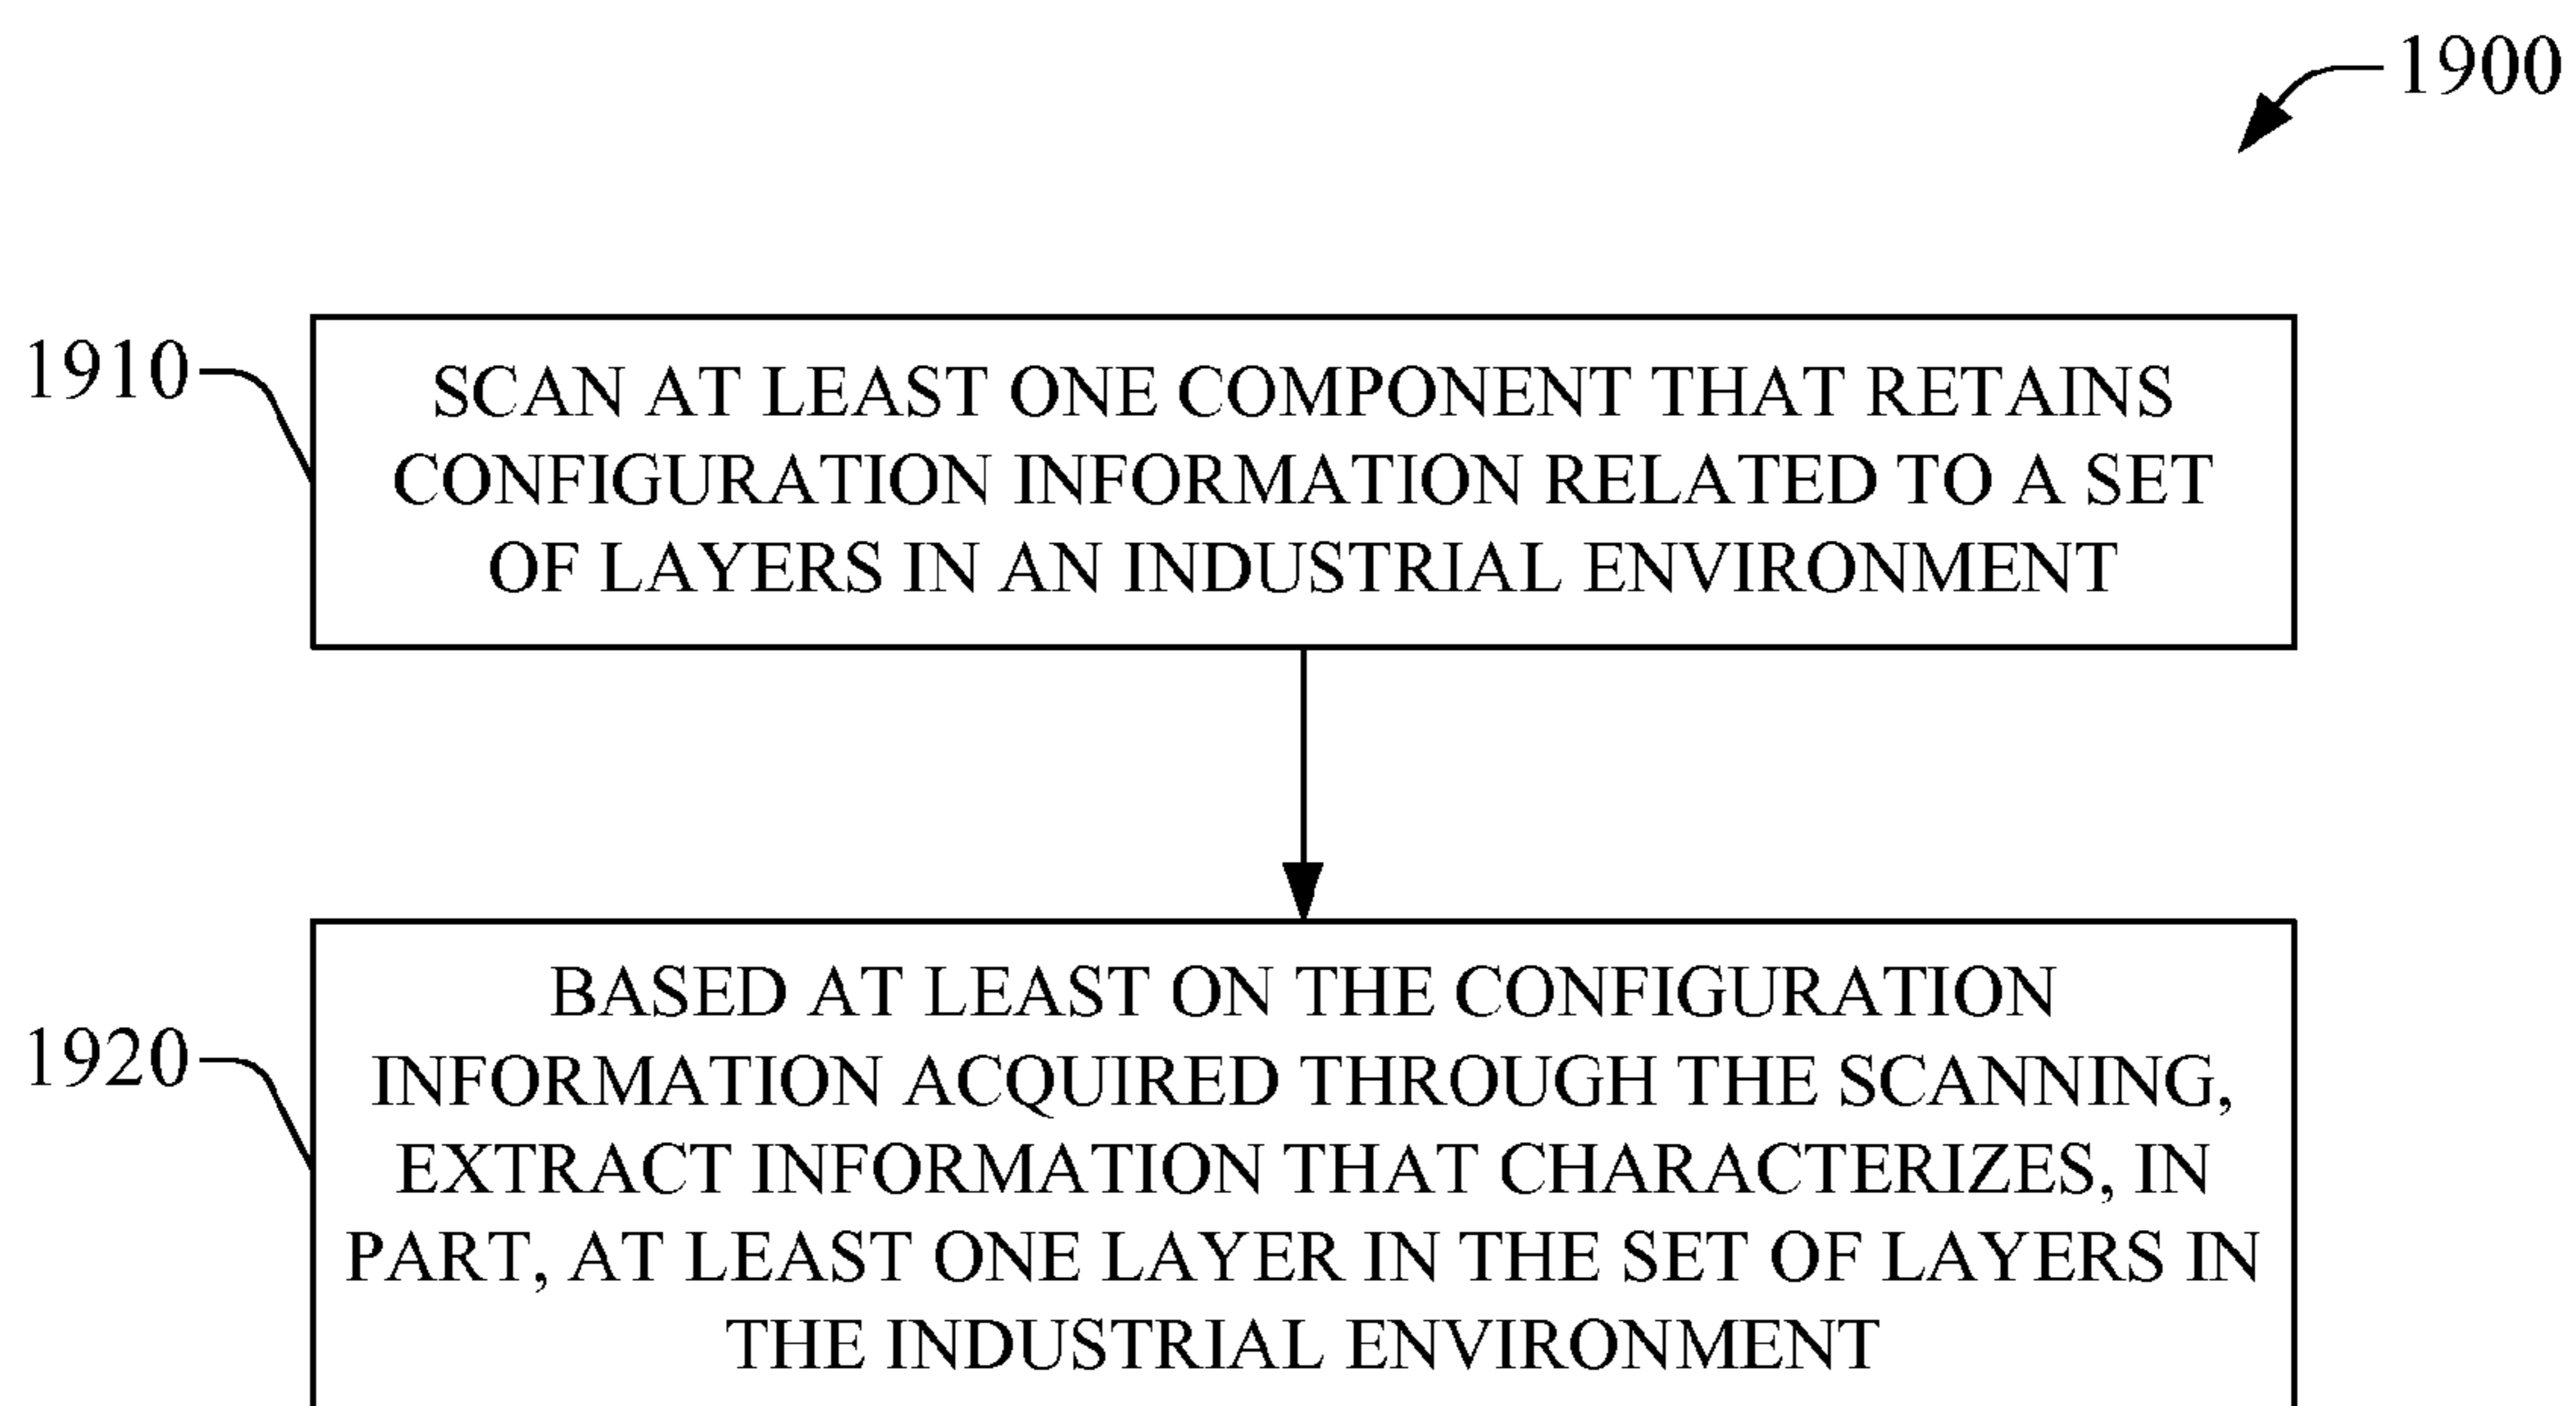 1900
1910
SCAN AT LEAST ONE COMPONENT THAT RETAINS
CONFIGURATION INFORMATION RELATED TO A SET
OF LAYERS IN AN INDUSTRIAL ENVIRONMENT
1920
BASED AT LEAST ON THE CONFIGURATION
INFORMATION ACQUIRED THROUGH THE SCANNING,
EXTRACT INFORMATION THAT CHARACTERIZES, IN
PART, AT LEAST ONE LAYER IN THE SET OF LAYERS IN
THE INDUSTRIAL ENVIRONMENT